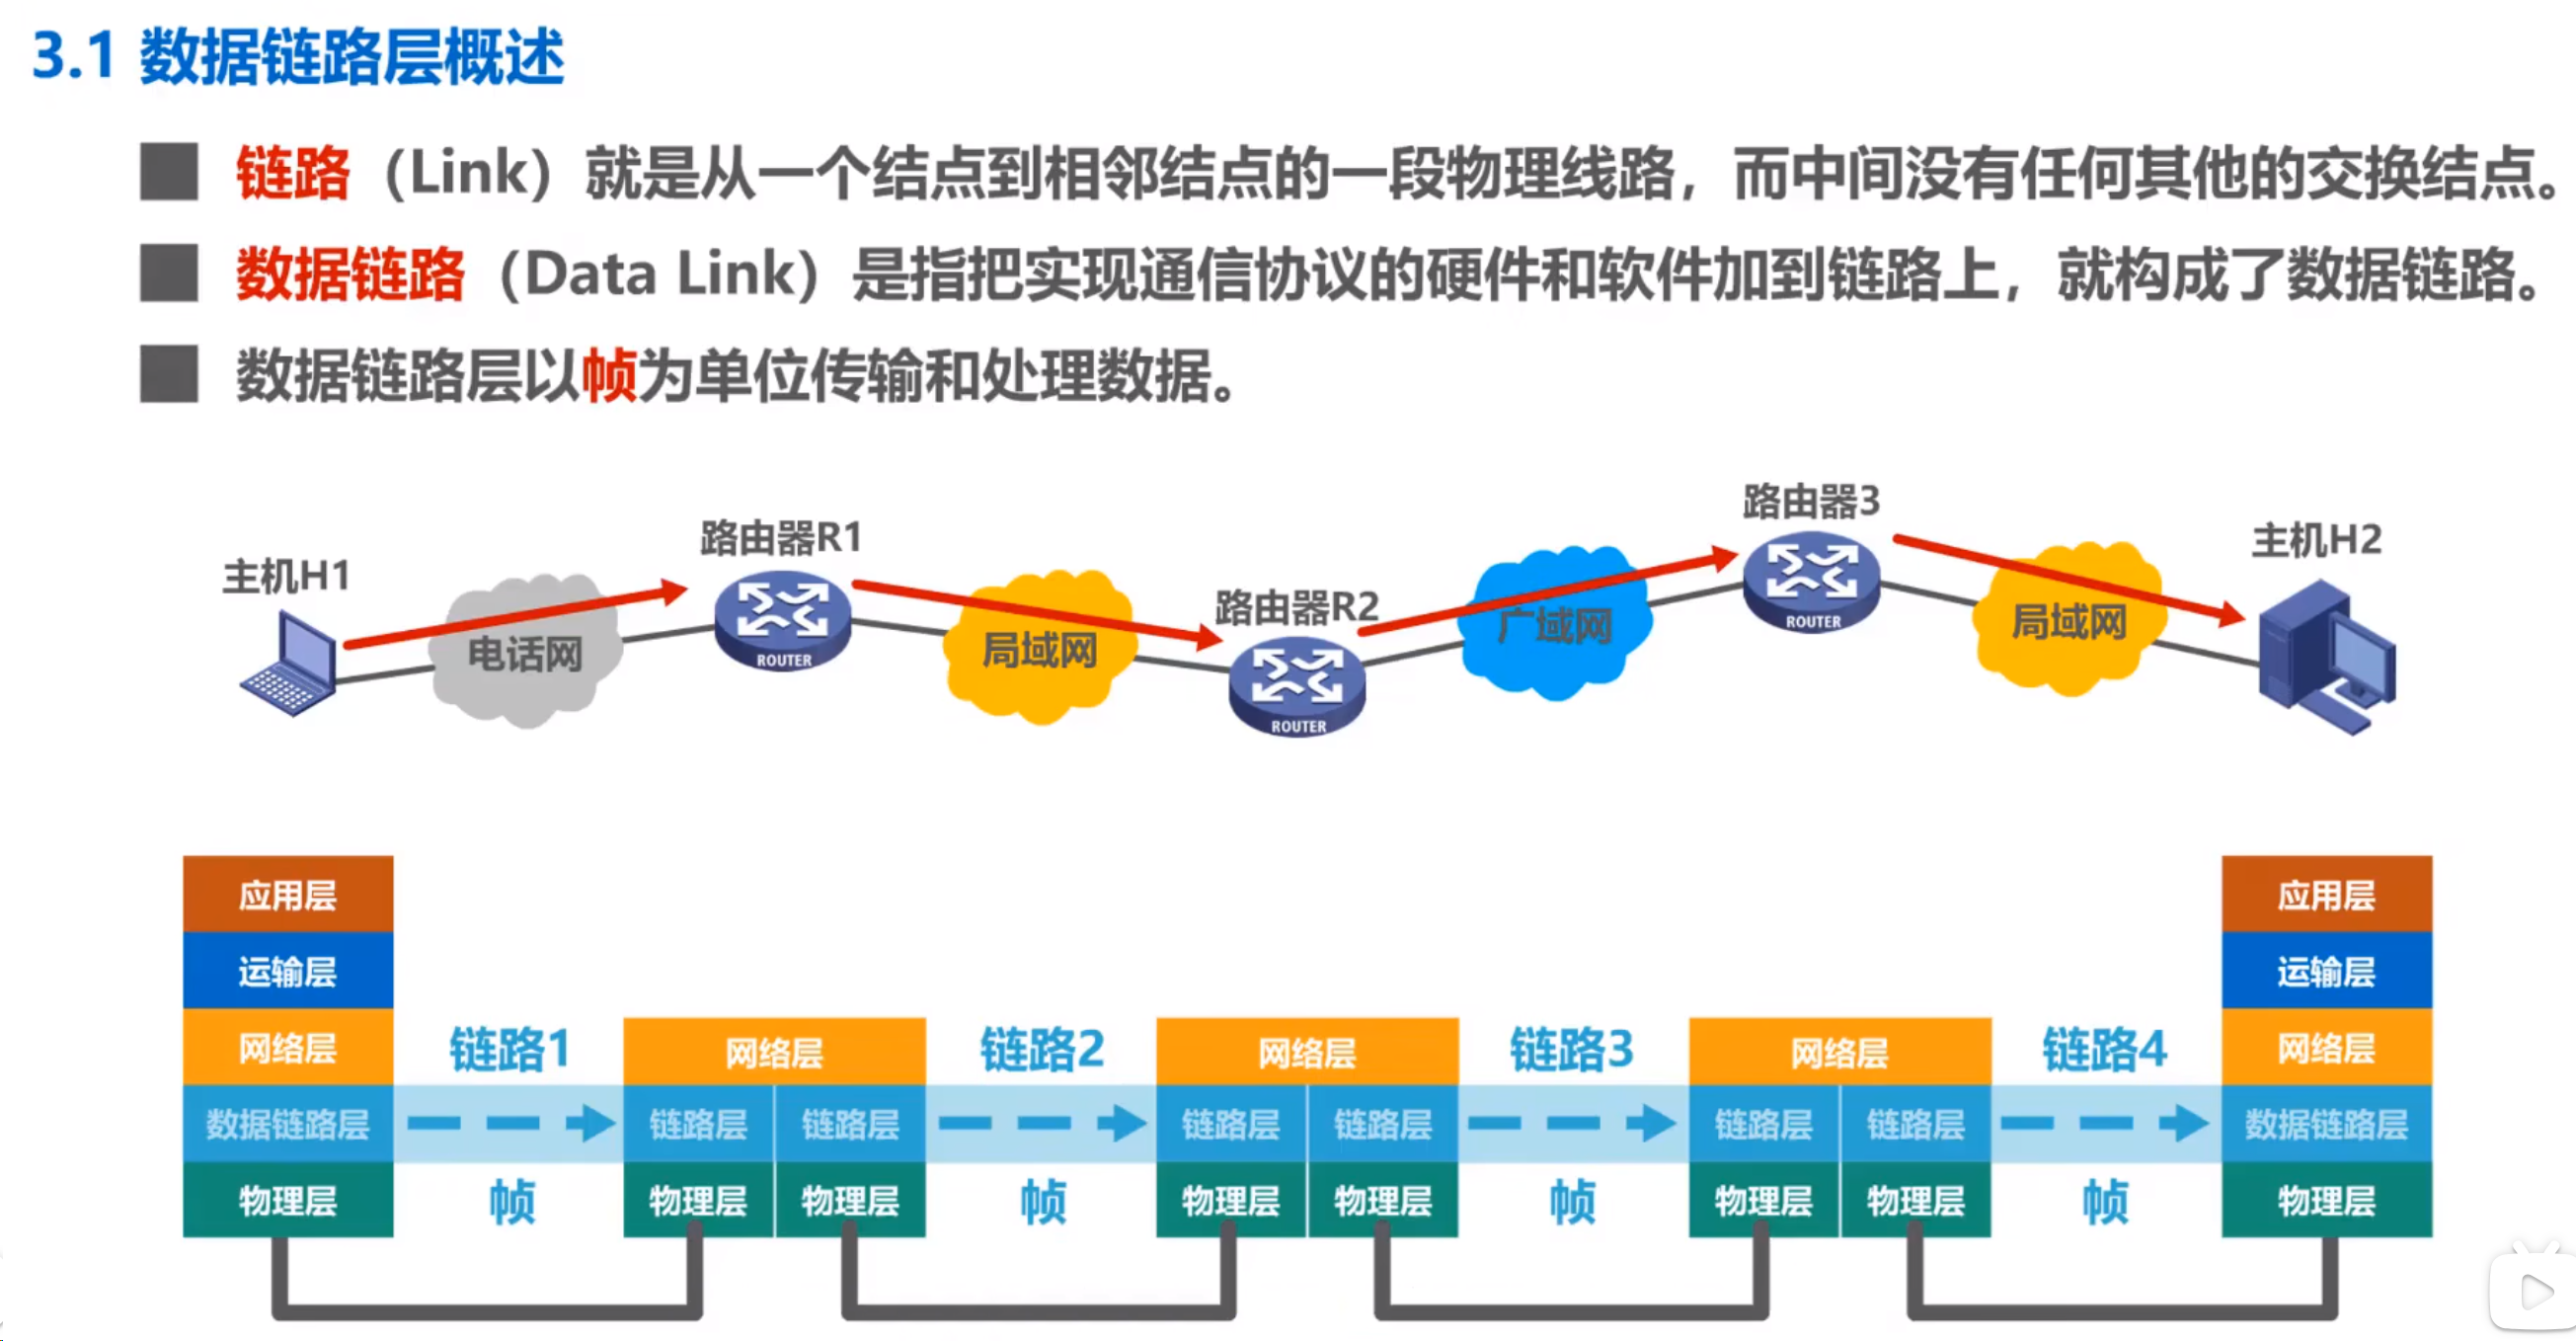 3.1 数据链路层概述
链路（Link）就是从一个结点到相邻结点的一段物理线路，而中间没有任何其他的交换结点。
数据链路（Data Link）是指把实现通信协议的硬件和软件加到链路上，就构成了数据链路。
数据链路层以帧为单位传输和处理数据。
主机H1
电话网
路由器R1
ROUTER
局域网
路由器R2
ROUTER
广域网
路由器3
ROUTER
局域网
主机H2
应用层
应用层
运输层
运输层
网络层 链路1 网络层 链路2 网络层 链路3 网络层 链路4 网络层
数据链路层 链路层 链路层 链路层 链路层 链路层 链路层 数据链路层
物理层 帧 物理层 物理层 帧 物理层 物理层 帧 物理层 物理层 帧 物理层